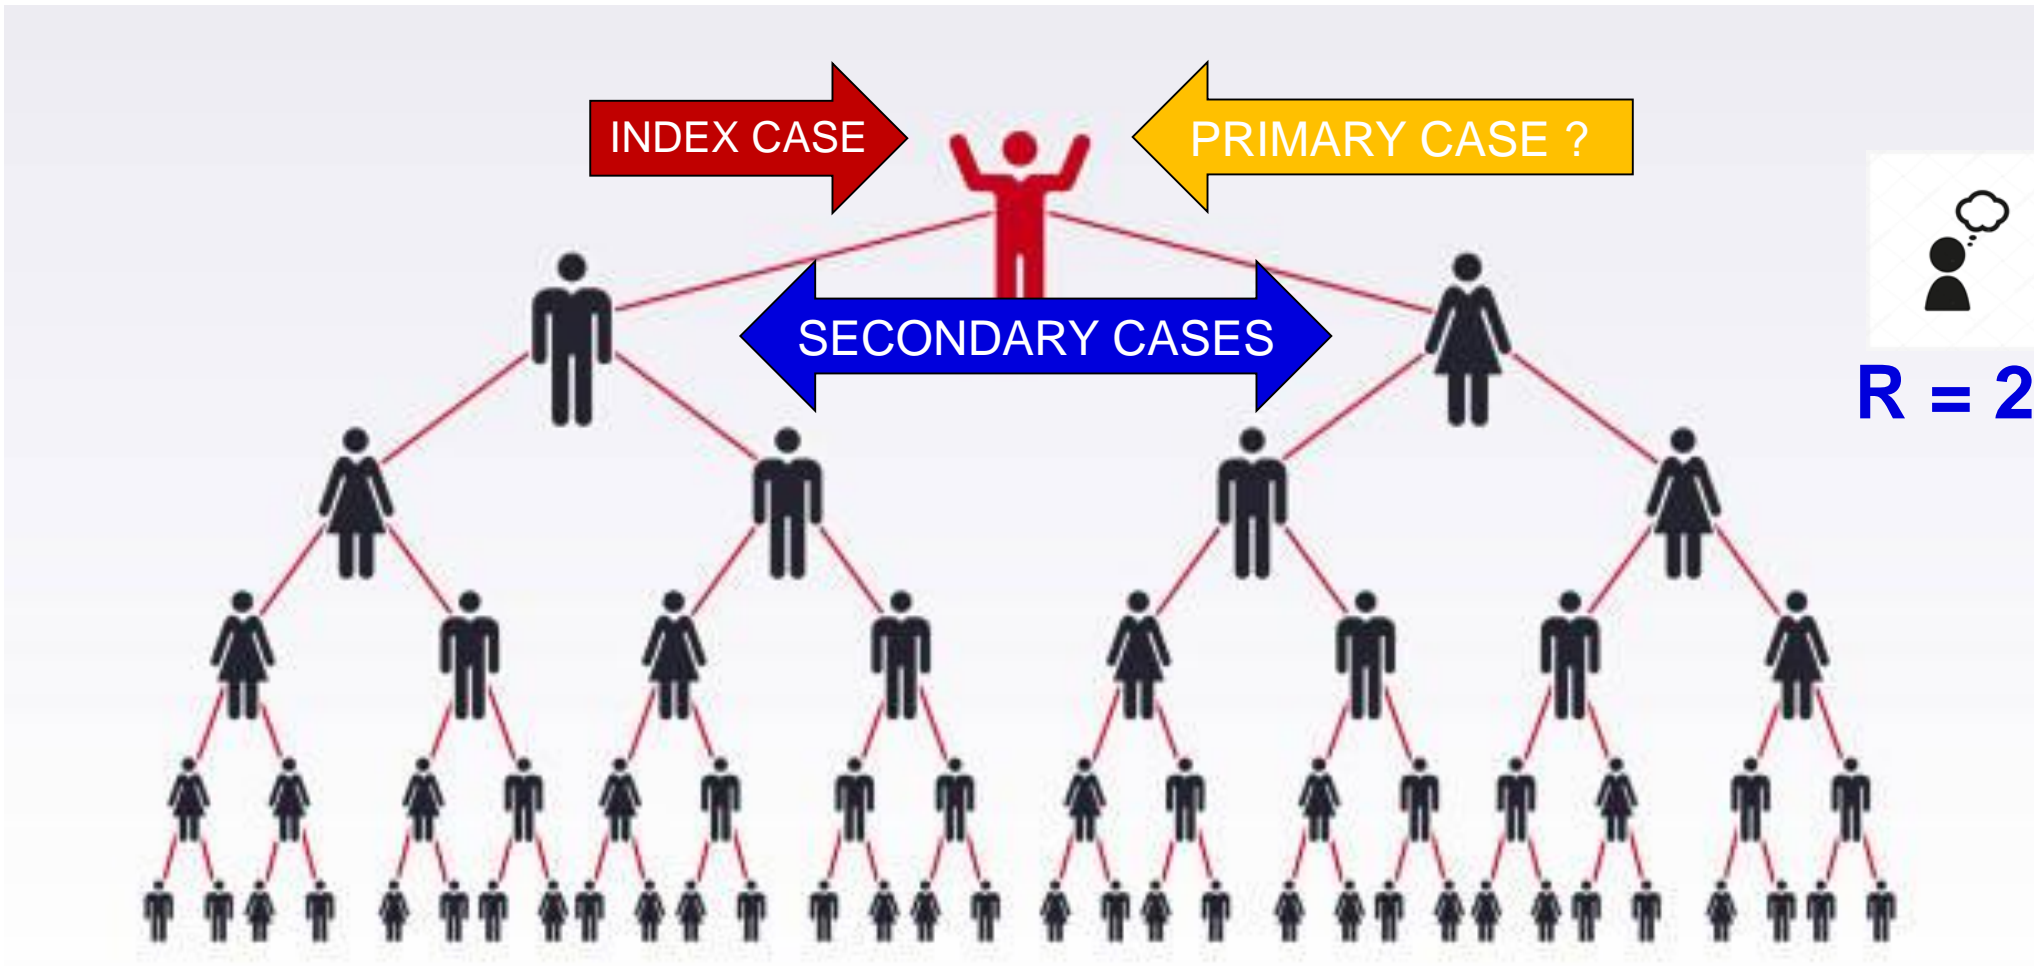 INDEX CASE
PRIMARY CASE ?
SECONDARY CASES
R = 2